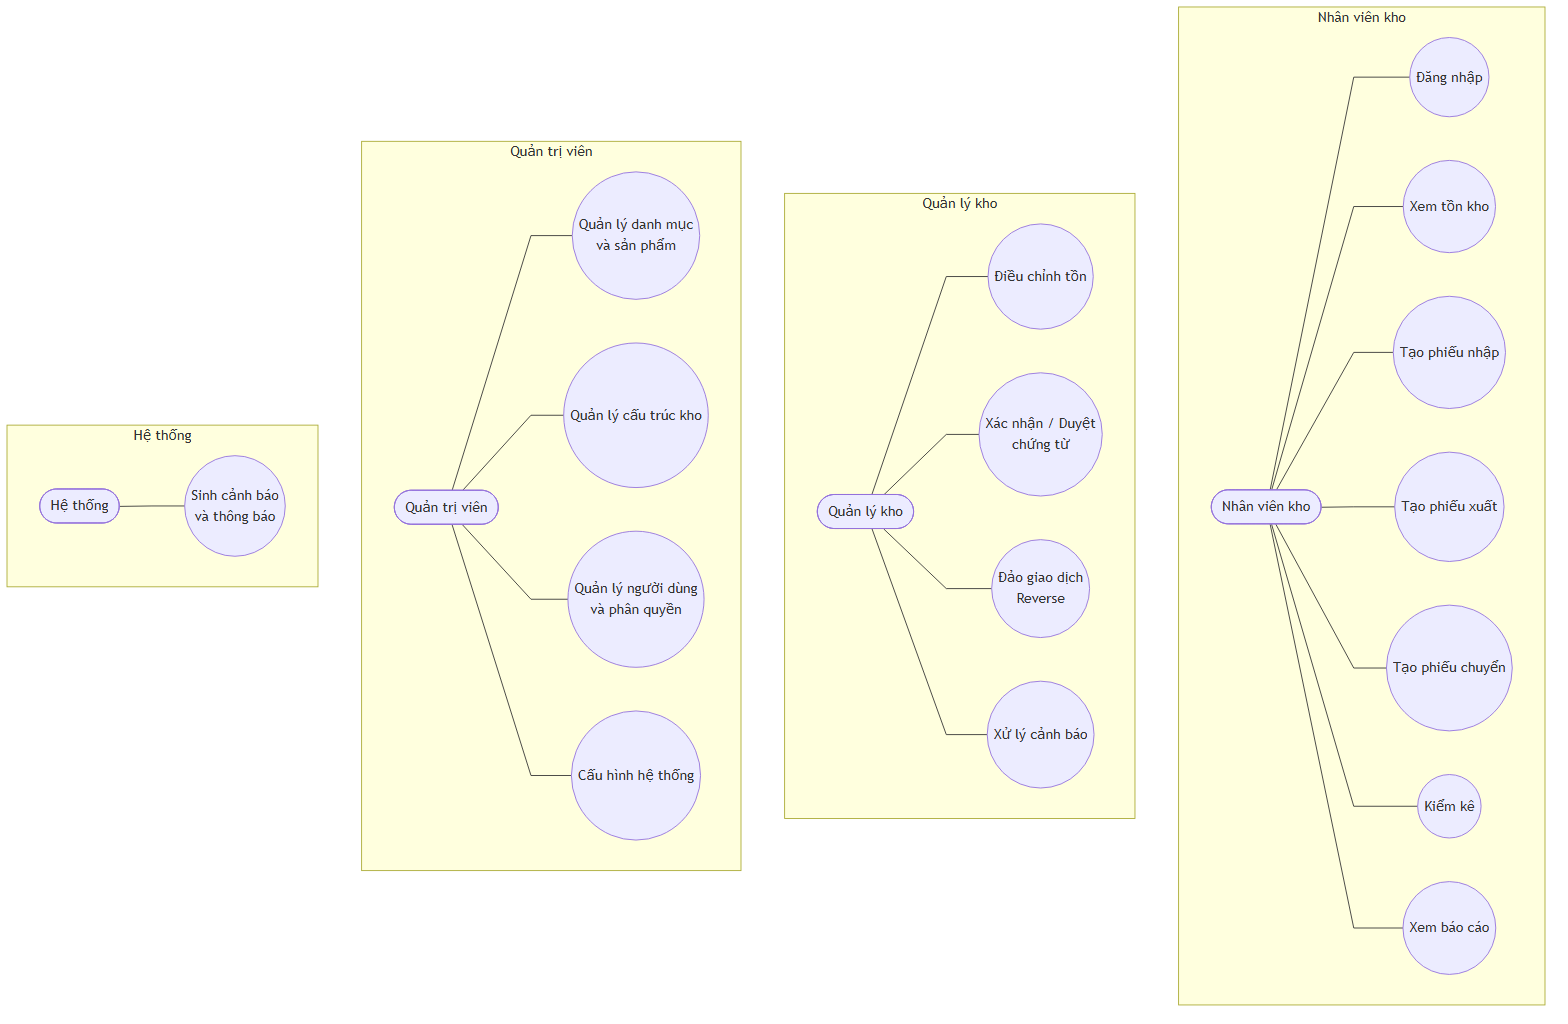 Hệ thống
Hệ thống
Sinh cảnh báo
và thông báo
Quản trị viên
Quản trị viên
Quản lý danh mục
và sản phẩm
Quản lý cấu trúc kho
Quản lý người dùng
và phân quyền
Cấu hình hệ thống
Quản lý kho
Quản lý kho
Điều chỉnh tồn
Xác nhận / Duyệt
chứng từ
Đảo giao dịch
Reverse
Xử lý cảnh báo
Nhân viên kho
Nhân viên kho
Đăng nhập
Xem tồn kho
Tạo phiếu nhập
Tạo phiếu xuất
Tạo phiếu chuyển
Kiểm kê
Xem báo cáo